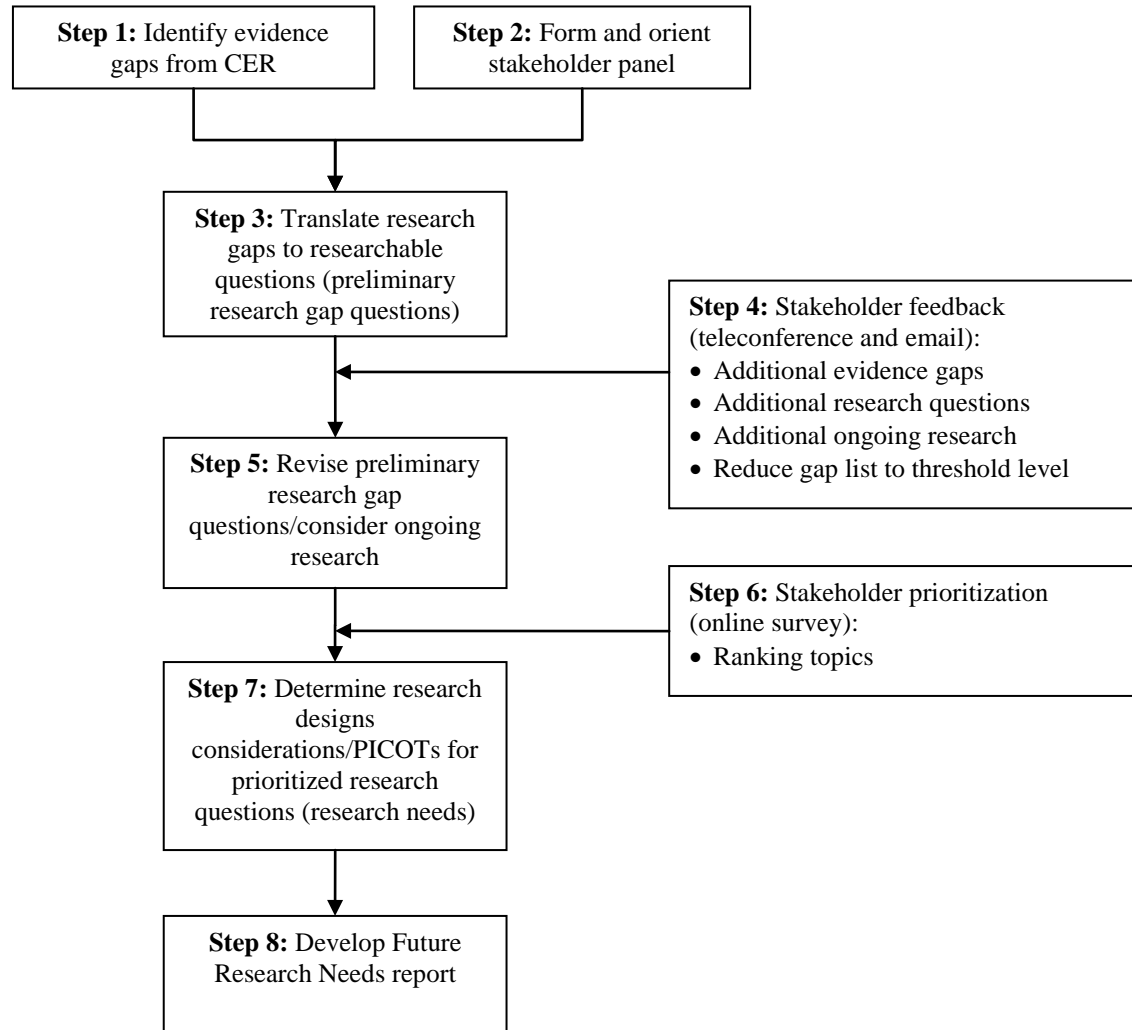 Step 1: Identify evidence
gaps from CER
Step 2: Form and orient
stakeholder panel
Step 3: Translate research
gaps to researchable
questions (preliminary
research gap questions)
Step 4: Stakeholder feedback
(teleconference and email):
• Additional evidence gaps
• Additional research questions
• Additional ongoing research
• Reduce gap list to threshold level
Step 5: Revise preliminary
research gap
questions/consider ongoing
research
Step 6: Stakeholder prioritization
(online survey):
• Ranking topics
Step 7: Determine research
designs
considerations/PICOTs for
prioritized research
questions (research needs)
Step 8: Develop Future
Research Needs report